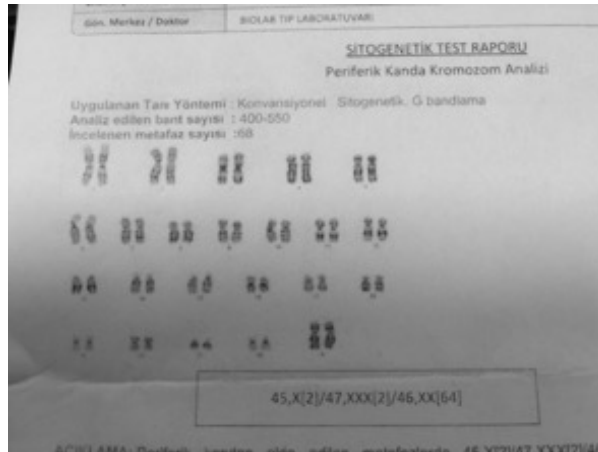 Gön. Merkez / Doktor BIOLAB TIP LABORATUVARI
SİTOGENETİK TEST RAPORU
Periferik Kanda Kromozom Analizi
Uygulanan Tanı Yöntemi : Konvansiyonel Sitogenetik, G bandlama
Analiz edilen bant sayısı : 400-550
İncelenen metafaz sayısı :68
45,X[2]/47,XXX[2]/46,XX[64]
AÇIKLAMA: Periferik kandan elde edilen metafazlarda 45,X[2]/47,XXX[2]/4